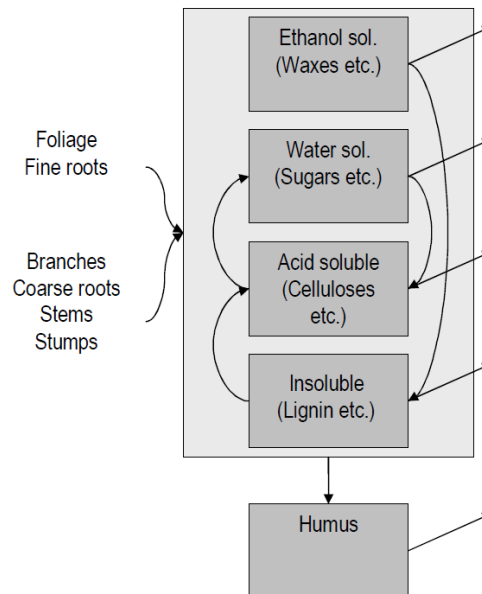 Ethanol sol.
(Waxes etc.)
Foliage
Fine roots
Water sol.
(Sugars etc.)
Branches
Coarse roots
Stems
Stumps
Acid soluble
(Celluloses
etc.)
Insoluble
(Lignin etc.)
Humus